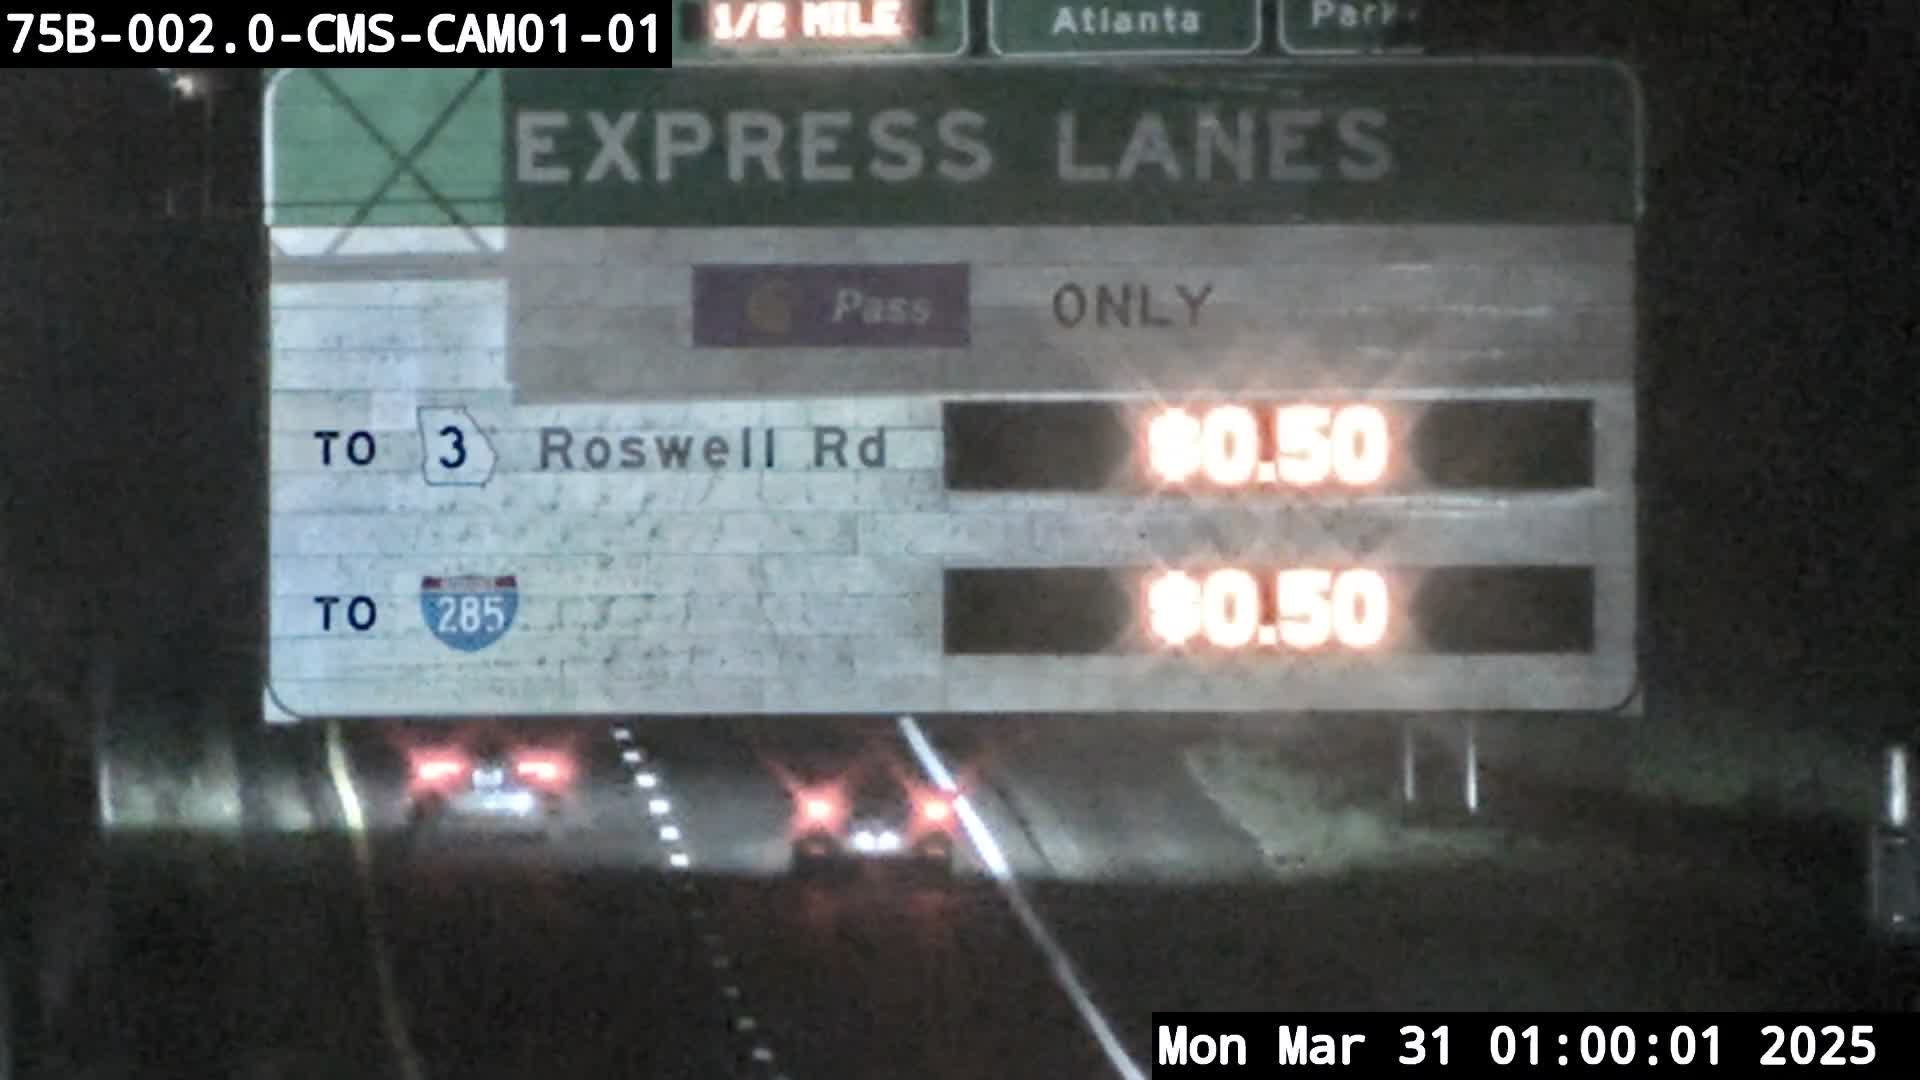 75B-002.0-CMS-CAM01-01
1/2 MILE
Atlanta
Park
EXPRESS LANES
Pass ONLY
TO 3 Roswell Rd $0.50
TO 285 $0.50
Mon Mar 31 01:00:01 2025